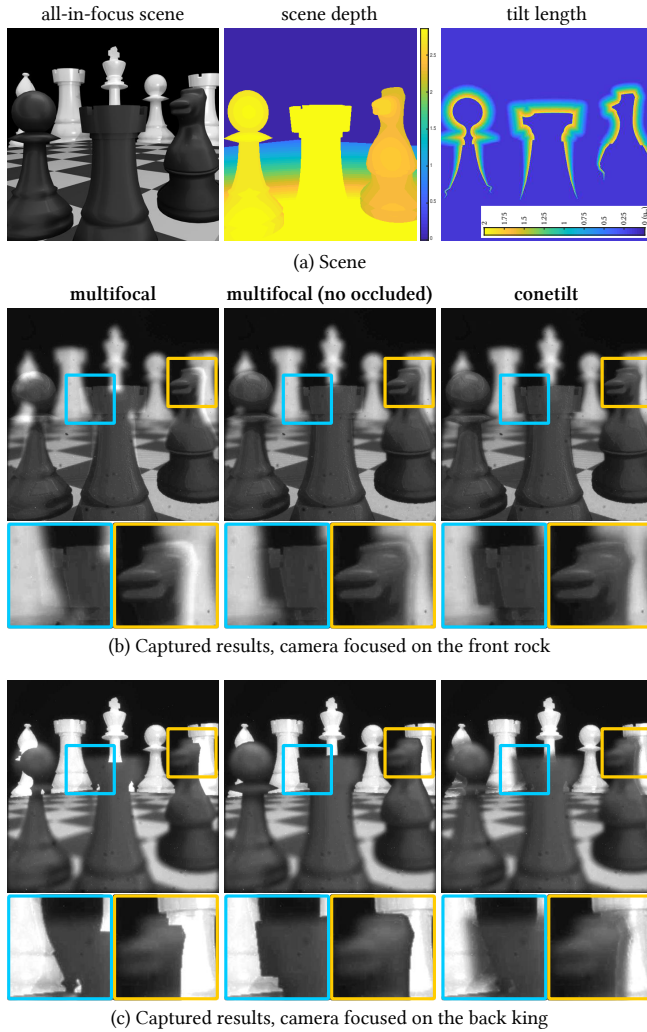 all-in-focus scene scene depth tilt length
2.5
2
1.5
1
0.5
0
2 1.75 1.5 1.25 1 0.75 0.5 0.25 0
(a) Scene
multifocal multifocal (no occluded) conetilt
(b) Captured results, camera focused on the front rock
(c) Captured results, camera focused on the back king